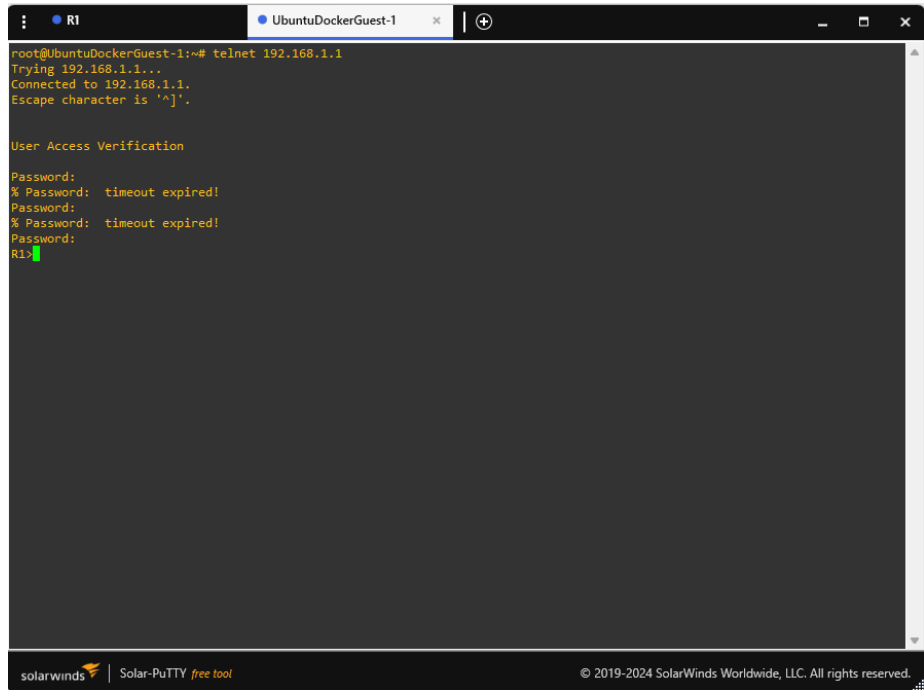 R1
UbuntuDockerGuest-1
root@UbuntuDockerGuest-1:~# telnet 192.168.1.1
Trying 192.168.1.1...
Connected to 192.168.1.1.
Escape character is '^]'.
User Access Verification
Password:
% Password:  timeout expired!
Password:
% Password:  timeout expired!
Password:
R1>
solarwinds
Solar-PuTTY free tool
© 2019-2024 SolarWinds Worldwide, LLC. All rights reserved.